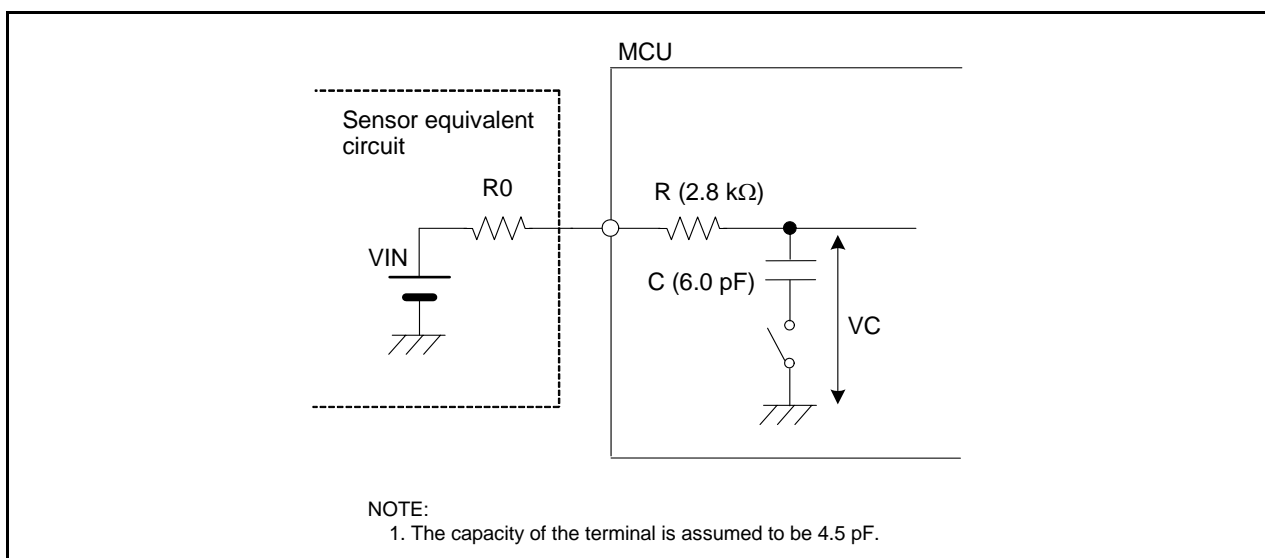 MCU
Sensor equivalent
circuit
R0
R (2.8 kΩ)
VIN
C (6.0 pF)
VC
NOTE:
1. The capacity of the terminal is assumed to be 4.5 pF.